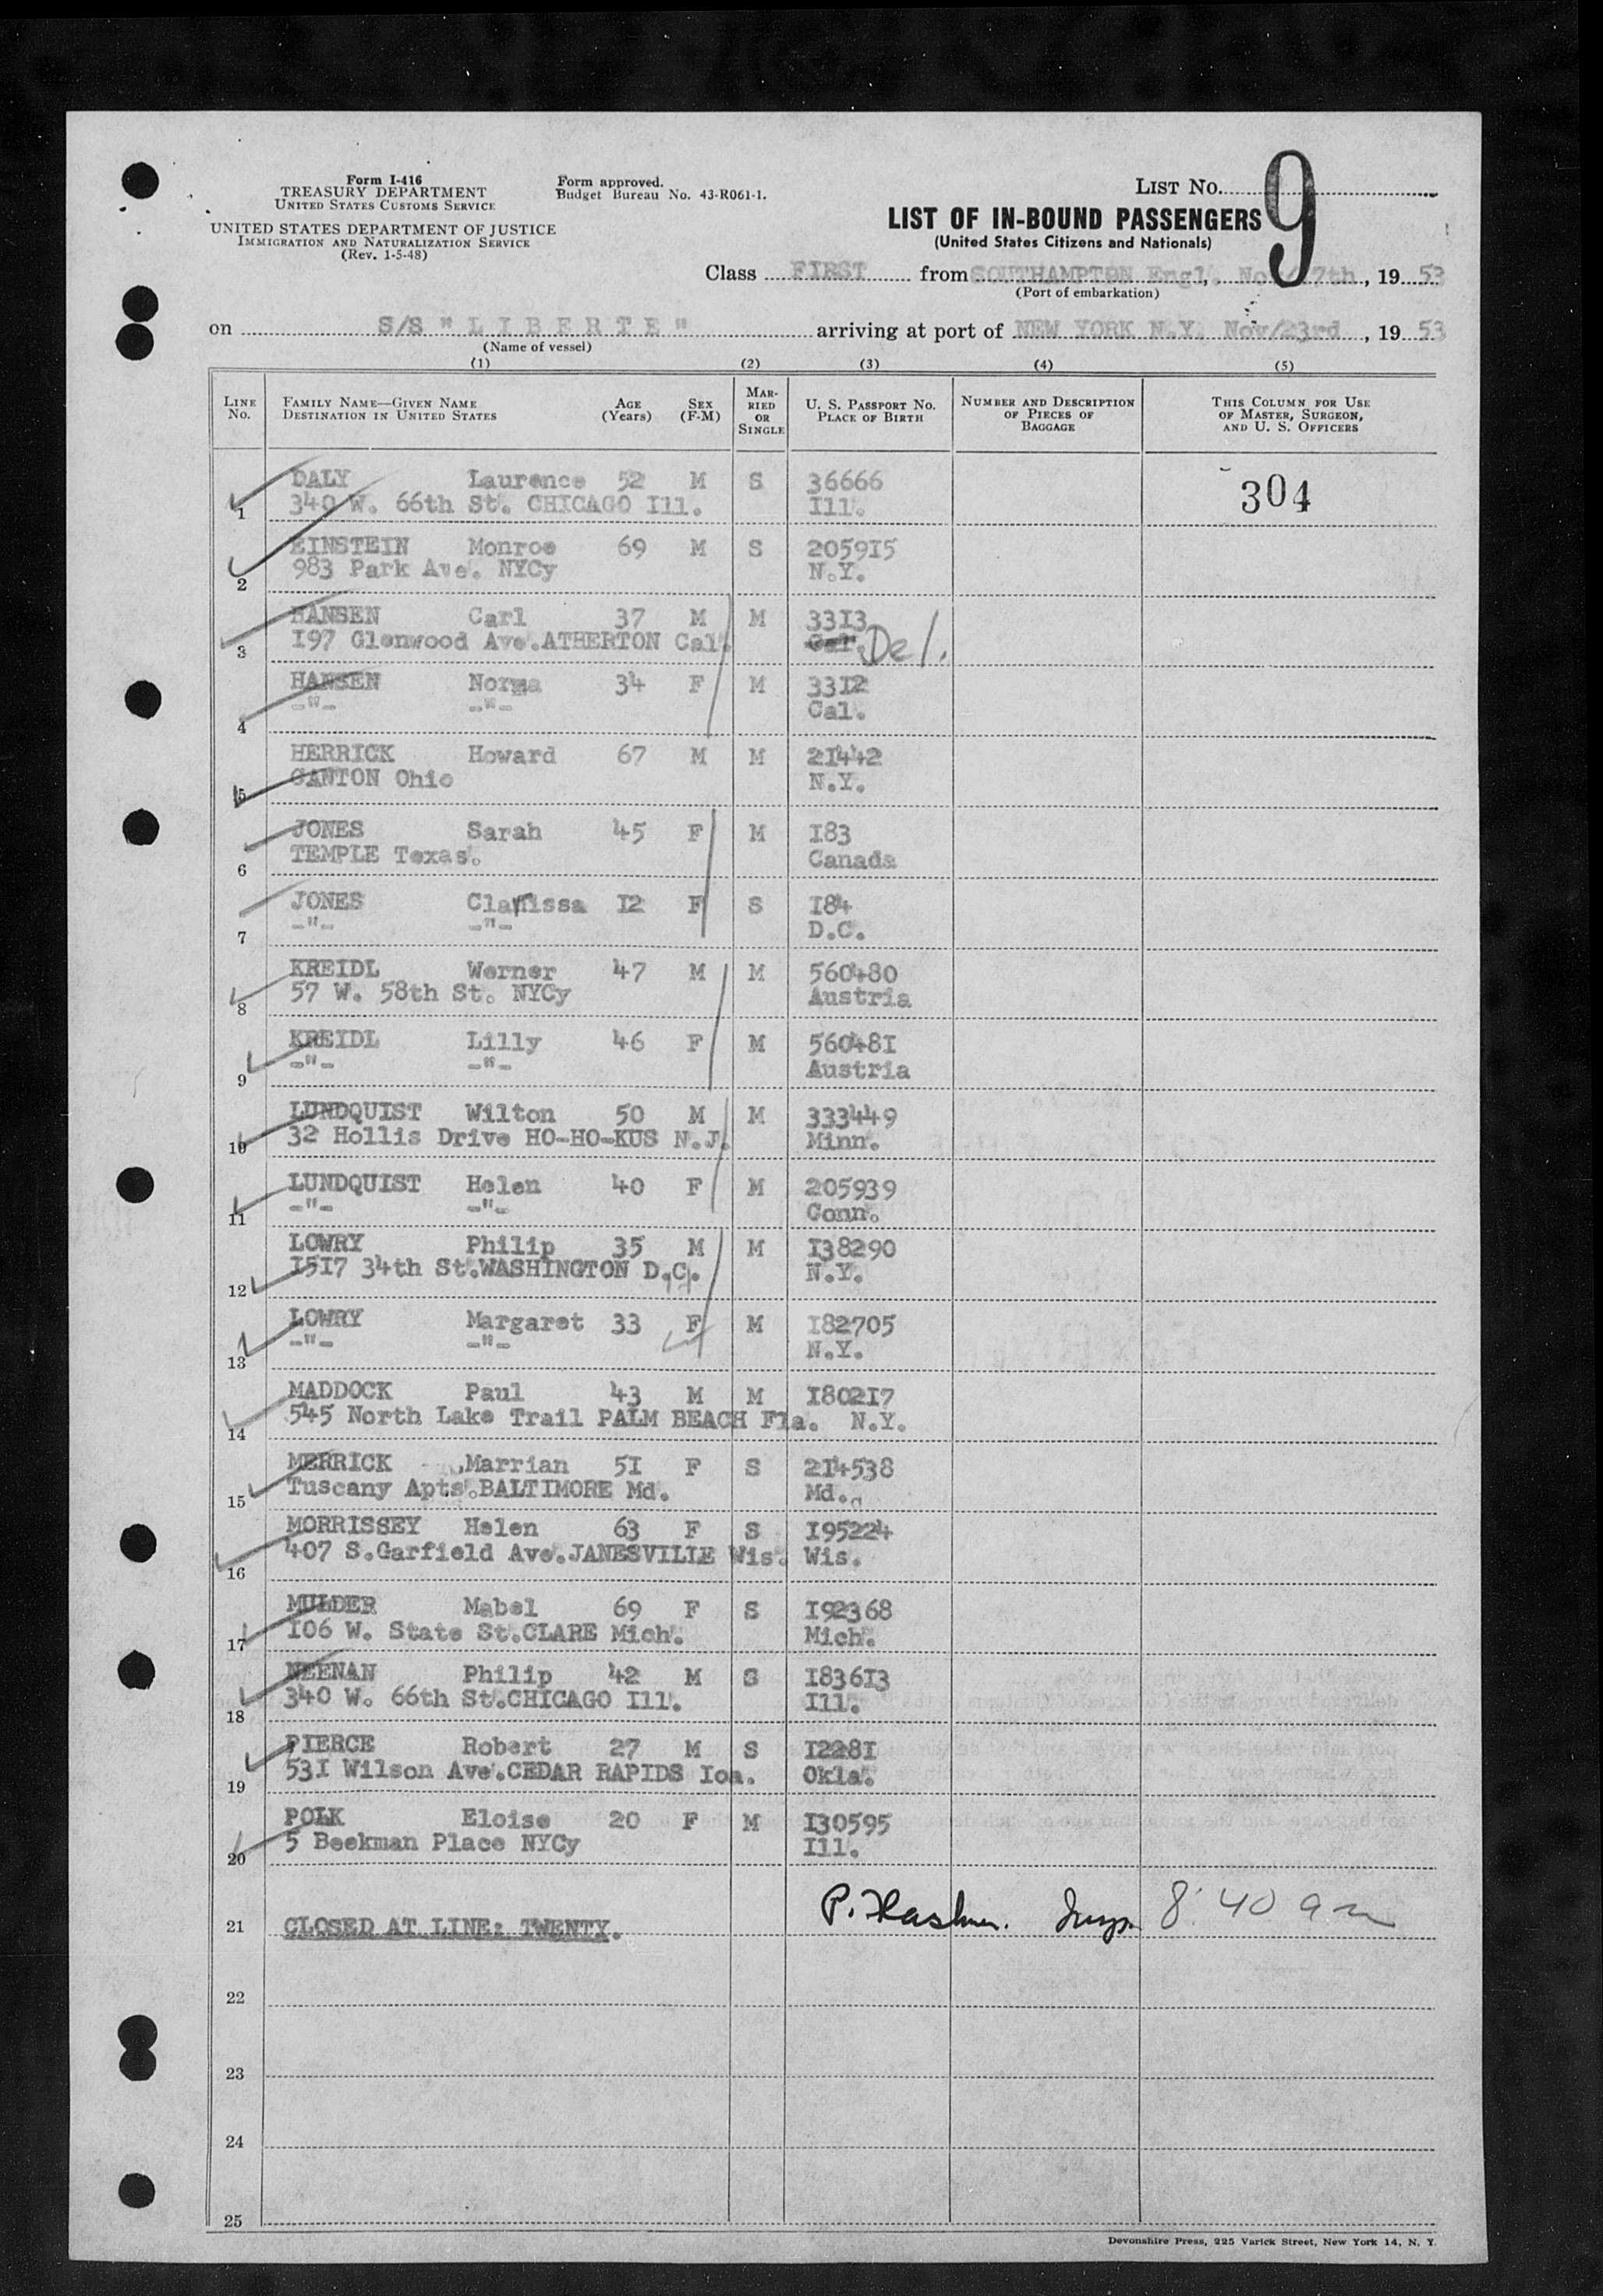 Form I-416
TREASURY DEPARTMENT
UNITED STATES CUSTOMS SERVICE
UNITED STATES DEPARTMENT OF JUSTICE
IMMIGRATION AND NATURALIZATION SERVICE
(Rev. 1-5-48)
Form approved.
Budget Bureau No. 43-R061-1.
LIST NO. 9
LIST OF IN-BOUND PASSENGERS
(United States Citizens and Nationals)
Class FIRST from SOUTHAMPTON Engl, 7th, 19 53
(Port of embarkation)
on S/S " L I B E R T E " arriving at port of NEW YORK N.Y. Nov/23rd, 19 53
(Name of vessel)
(1) (2) (3) (4) (5)
LINE NO. FAMILY NAME—GIVEN NAME DESTINATION IN UNITED STATES AGE (Years) SEX (F-M) MARRIED OR SINGLE U. S. PASSPORT NO. PLACE OF BIRTH NUMBER AND DESCRIPTION OF PIECES OF BAGGAGE THIS COLUMN FOR USE OF MASTER, SURGEON, AND U. S. OFFICERS
DALY Laurence 52 M S 36666 304
1 340 W. 66th St. CHICAGO Ill. Ill.
EINSTEIN Monroe 69 M S 205915
2 983 Park Ave. NYCy N.Y.
HANSEN Carl 37 M M 3313
3 197 Glenwood Ave.ATHERTON Cal. Cal. Del.
HANSEN Norma 34 F M 3312
4 -"- -"- Cal.
HERRICK Howard 67 M M 21442
5 CANTON Ohio N.Y.
JONES Sarah 45 F M 183
6 TEMPLE Texas. Canada
JONES Clarissa 12 F S 184
7 -"- -"- D.C.
KREIDL Werner 47 M M 560480
8 57 W. 58th St. NYCy Austria
KREIDL Lilly 46 F M 560481
9 -"- -"- Austria
LUNDQUIST Wilton 50 M M 333449
10 32 Hollis Drive HO-HO-KUS N.J. Minn.
LUNDQUIST Helen 40 F M 205939
11 -"- -"- Conn.
LOWRY Philip 35 M M 138290
12 1517 34th St.WASHINGTON D.C. N.Y.
LOWRY Margaret 33 F M 182705
13 -"- -"- N.Y.
MADDOCK Paul 43 M M 180217
14 545 North Lake Trail PALM BEACH Fla. N.Y.
MERRICK Marrian 51 F S 214538
15 Tuscany Apts.BALTIMORE Md. Md.
MORRISSEY Helen 63 F S 195224
16 407 S.Garfield Ave.JANESVILLE Wis. Wis.
MULDER Mabel 69 F S 192368
17 106 W. State St.CLARE Mich. Mich.
NEENAN Philip 42 M S 183613
18 340 W. 66th St.CHICAGO Ill. Ill.
PIERCE Robert 27 M S 12281
19 531 Wilson Ave.CEDAR RAPIDS Ioa. Okla.
POLK Eloise 20 F M 130595
20 5 Beekman Place NYCy Ill.
P. Insp. 8:40 am
21 CLOSED AT LINE: TWENTY.
22
23
24
25
Devonshire Press, 225 Varick Street, New York 14, N. Y.